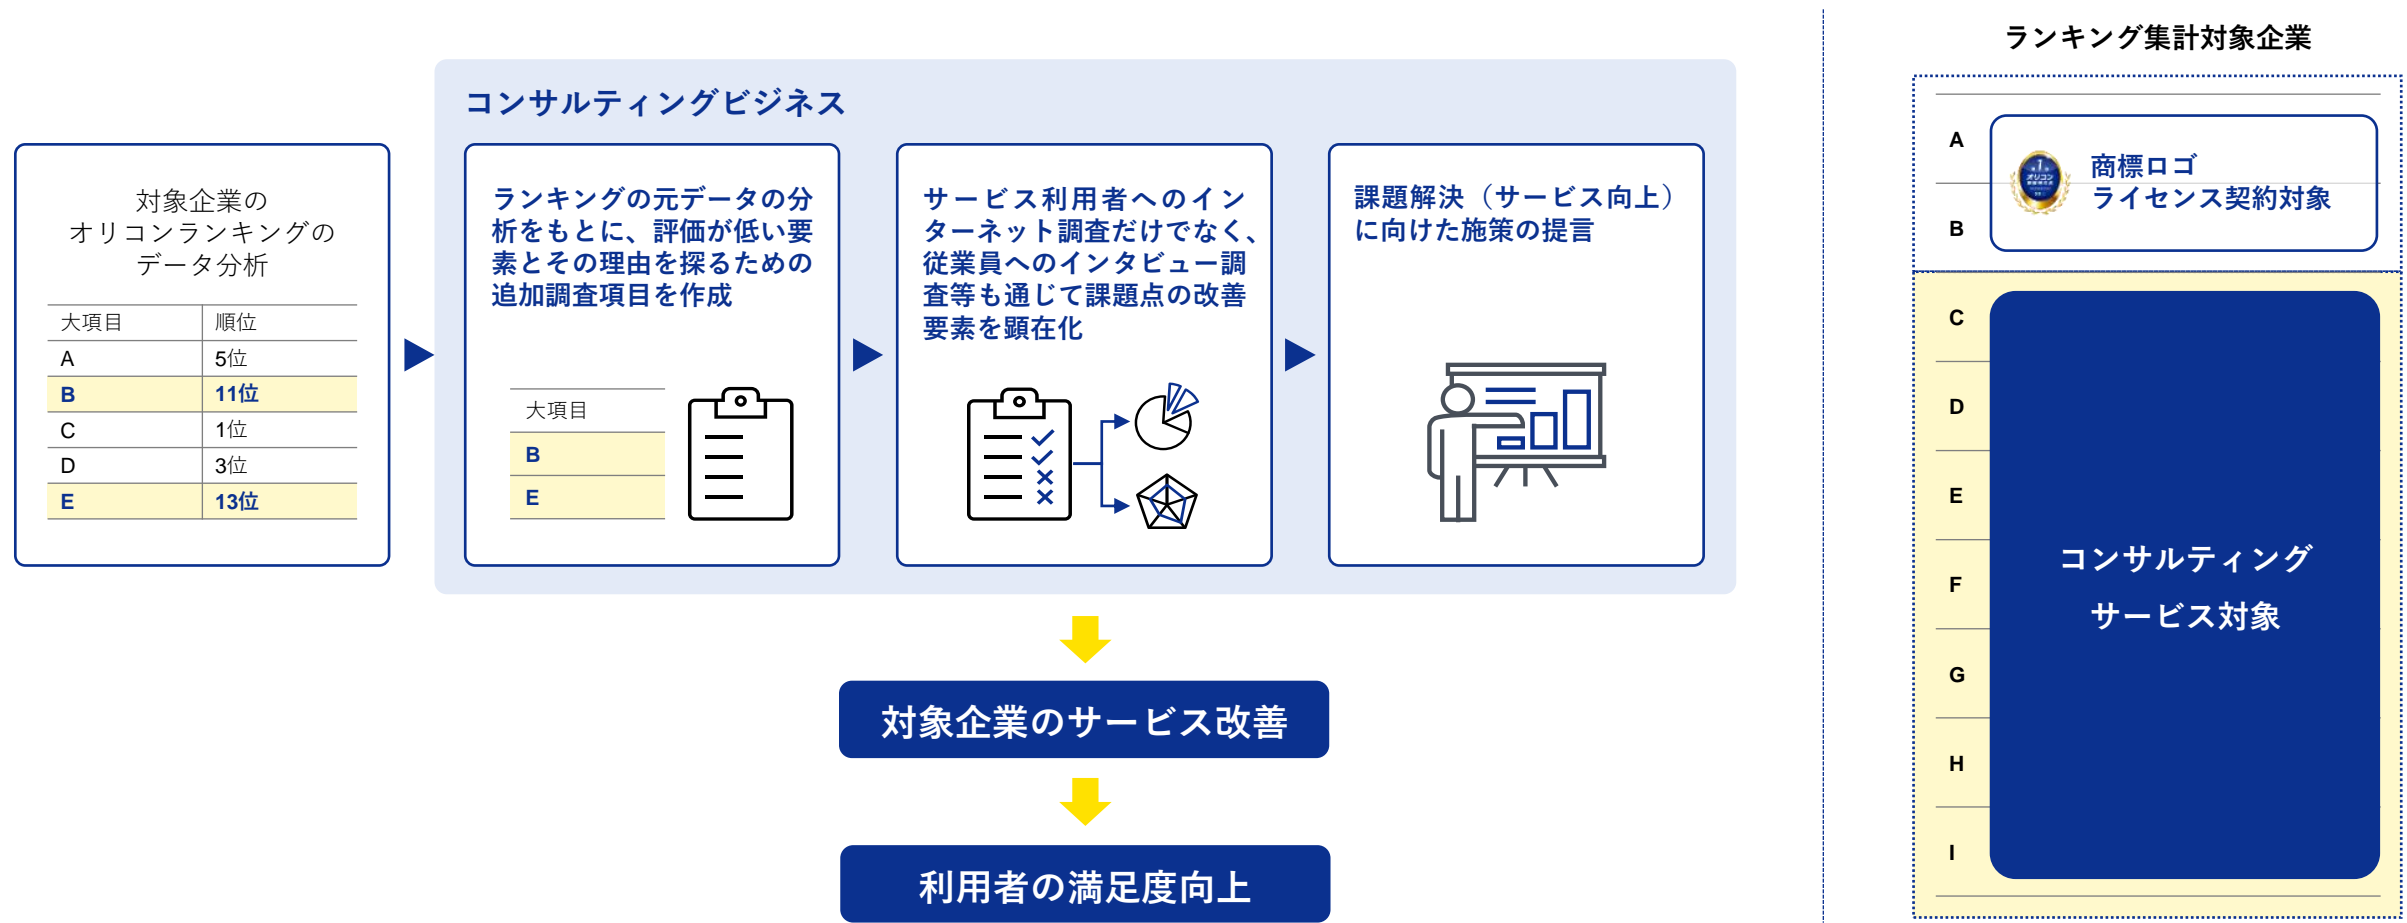 コンサルティングビジネス
対象企業の
オリコンランキングの
データ分析
大項目 順位
A 5位
B 11位
C 1位
D 3位
E 13位
ランキングの元データの分
析をもとに、評価が低い要
素とその理由を探るための
追加調査項目を作成
大項目
B
E
サービス利用者へのイン
ターネット調査だけでなく、
従業員へのインタビュー調
査等も通じて課題点の改善
要素を顕在化
課題解決（サービス向上）
に向けた施策の提言
対象企業のサービス改善
利用者の満足度向上
ランキング集計対象企業
A
B
オリコン
商標ロゴ
ライセンス契約対象
C
D
E
F
G
H
I
コンサルティング
サービス対象